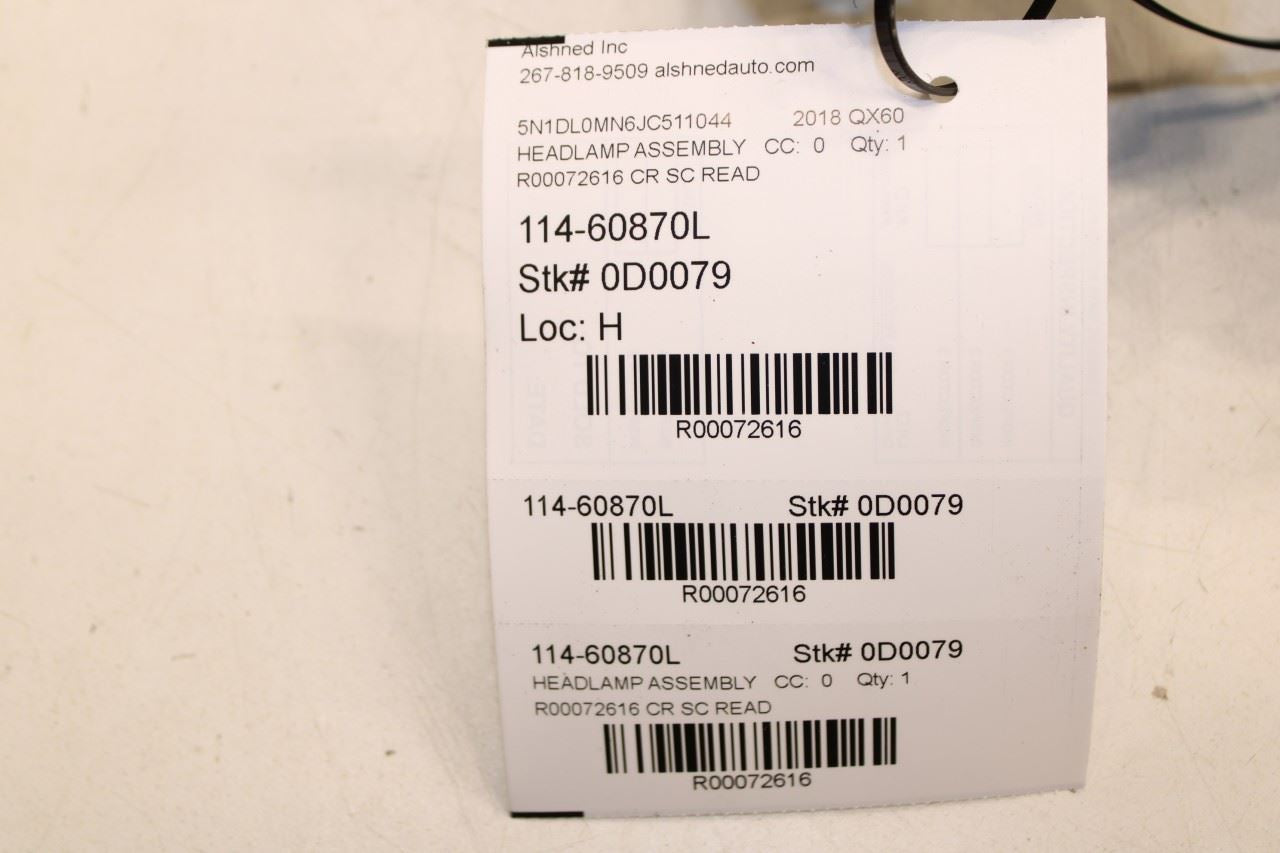 Alshned Inc
267-818-9509 alshnedauto.com
5N1DL0MN6JC511044 2018 QX60
HEADLAMP ASSEMBLY CC: 0 Qty: 1
R00072616 CR SC READ
114-60870L
Stk# 0D0079
Loc: H
R00072616
114-60870L Stk# 0D0079
R00072616
114-60870L Stk# 0D0079
HEADLAMP ASSEMBLY CC: 0 Qty: 1
R00072616 CR SC READ
R00072616